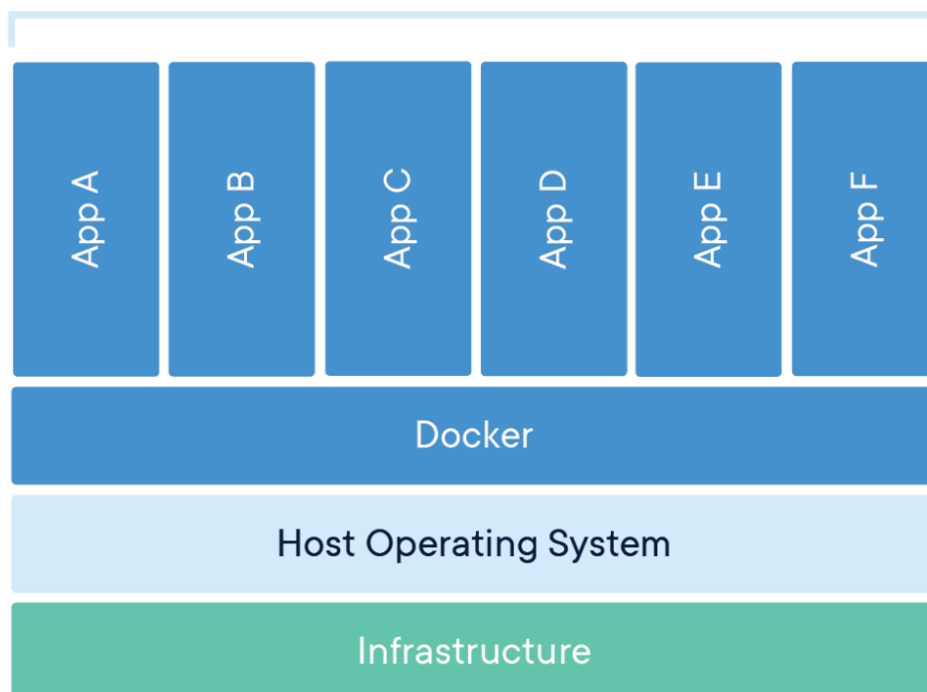 App A
App B
App C
App D
App E
App F
Docker
Host Operating System
Infrastructure